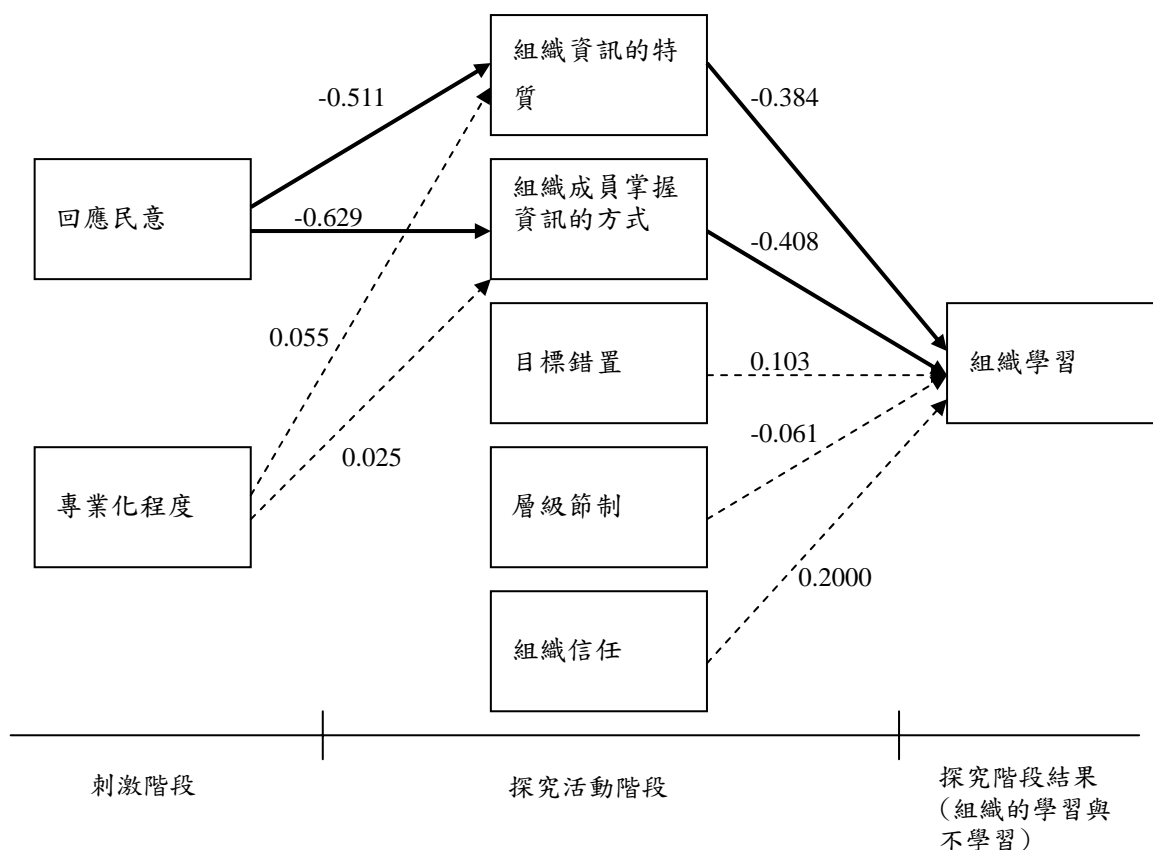 組織資訊的特
質
-0.511
-0.384
回應民意
組織成員掌握
資訊的方式
-0.629
-0.408
0.055
目標錯置
0.103
組織學習
專業化程度
0.025
層級節制
-0.061
組織信任
0.2000
刺激階段
探究活動階段
探究階段結果
(組織的學習與
不學習)